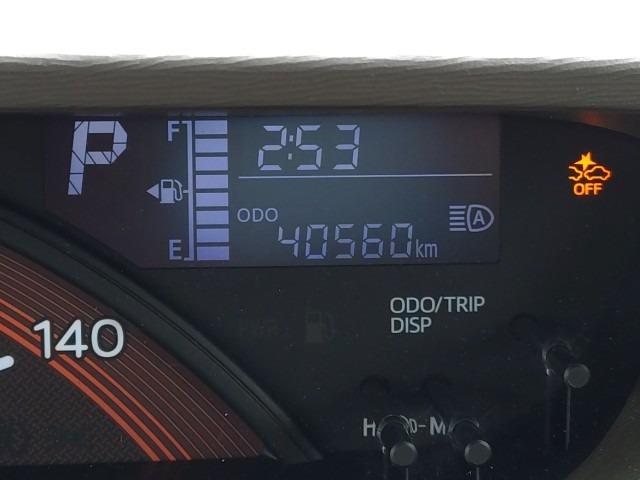 P
F
2:53
OFF
ODO
A
E
40560km
ODO/TRIP
DISP
140
H
M